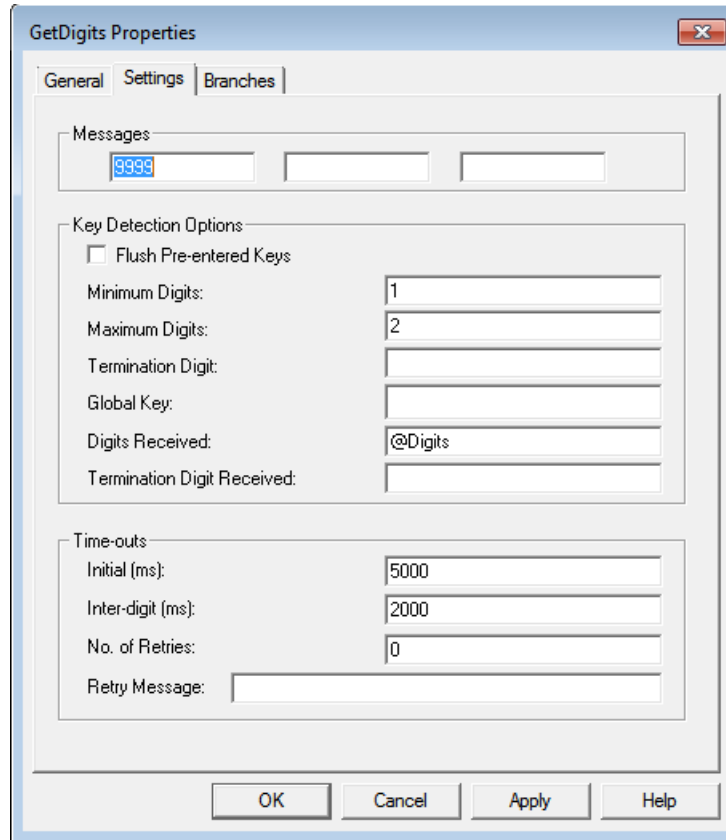 GetDigits Properties
General Settings Branches
Messages
9999
Key Detection Options
Flush Pre-entered Keys
Minimum Digits: 1
Maximum Digits: 2
Termination Digit:
Global Key:
Digits Received: @Digits
Termination Digit Received:
Time-outs
Initial (ms): 5000
Inter-digit (ms): 2000
No. of Retries: 0
Retry Message:
OK Cancel Apply Help